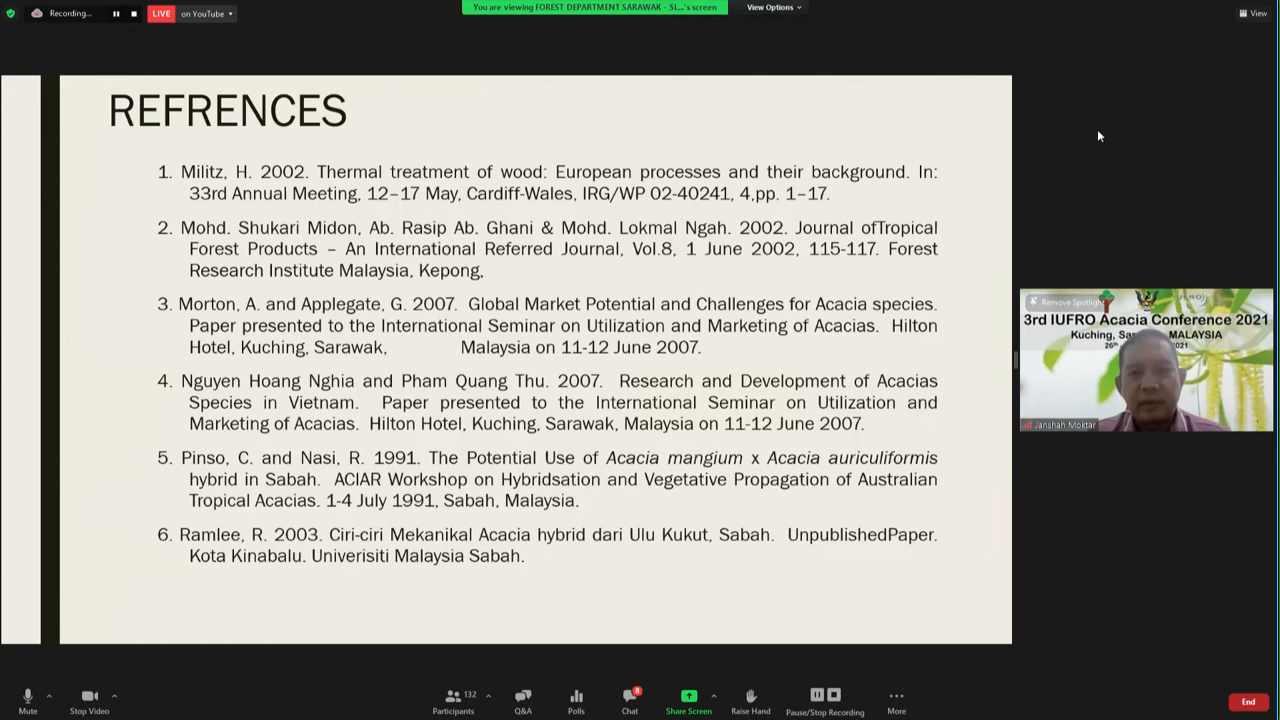 Recording...
LIVE on YouTube
You are viewing FOREST DEPARTMENT SARAWAK - SL...'s screen
View Options
View
REFRENCES
1. Militz, H. 2002. Thermal treatment of wood: European processes and their background. In:
33rd Annual Meeting, 12–17 May, Cardiff-Wales, IRG/WP 02-40241, 4,pp. 1–17.
2. Mohd. Shukari Midon, Ab. Rasip Ab. Ghani & Mohd. Lokmal Ngah. 2002. Journal ofTropical
Forest Products – An International Referred Journal, Vol.8, 1 June 2002, 115-117. Forest
Research Institute Malaysia, Kepong,
3. Morton, A. and Applegate, G. 2007. Global Market Potential and Challenges for Acacia species.
Paper presented to the International Seminar on Utilization and Marketing of Acacias. Hilton
Hotel, Kuching, Sarawak, Malaysia on 11-12 June 2007.
4. Nguyen Hoang Nghia and Pham Quang Thu. 2007. Research and Development of Acacias
Species in Vietnam. Paper presented to the International Seminar on Utilization and
Marketing of Acacias. Hilton Hotel, Kuching, Sarawak, Malaysia on 11-12 June 2007.
5. Pinso, C. and Nasi, R. 1991. The Potential Use of Acacia mangium x Acacia auriculiformis
hybrid in Sabah. ACIAR Workshop on Hybridsation and Vegetative Propagation of Australian
Tropical Acacias. 1-4 July 1991, Sabah, Malaysia.
6. Ramlee, R. 2003. Ciri-ciri Mekanikal Acacia hybrid dari Ulu Kukut, Sabah. UnpublishedPaper.
Kota Kinabalu. Univerisiti Malaysia Sabah.
Remove Spotlight
3rd IUFRO Acacia Conference 2021
Kuching, MALAYSIA
26th 2021
Janshah Moktar
Mute
Stop Video
132
Participants
Q&A
Polls
8
Chat
Share Screen
Raise Hand
Pause/Stop Recording
More
End